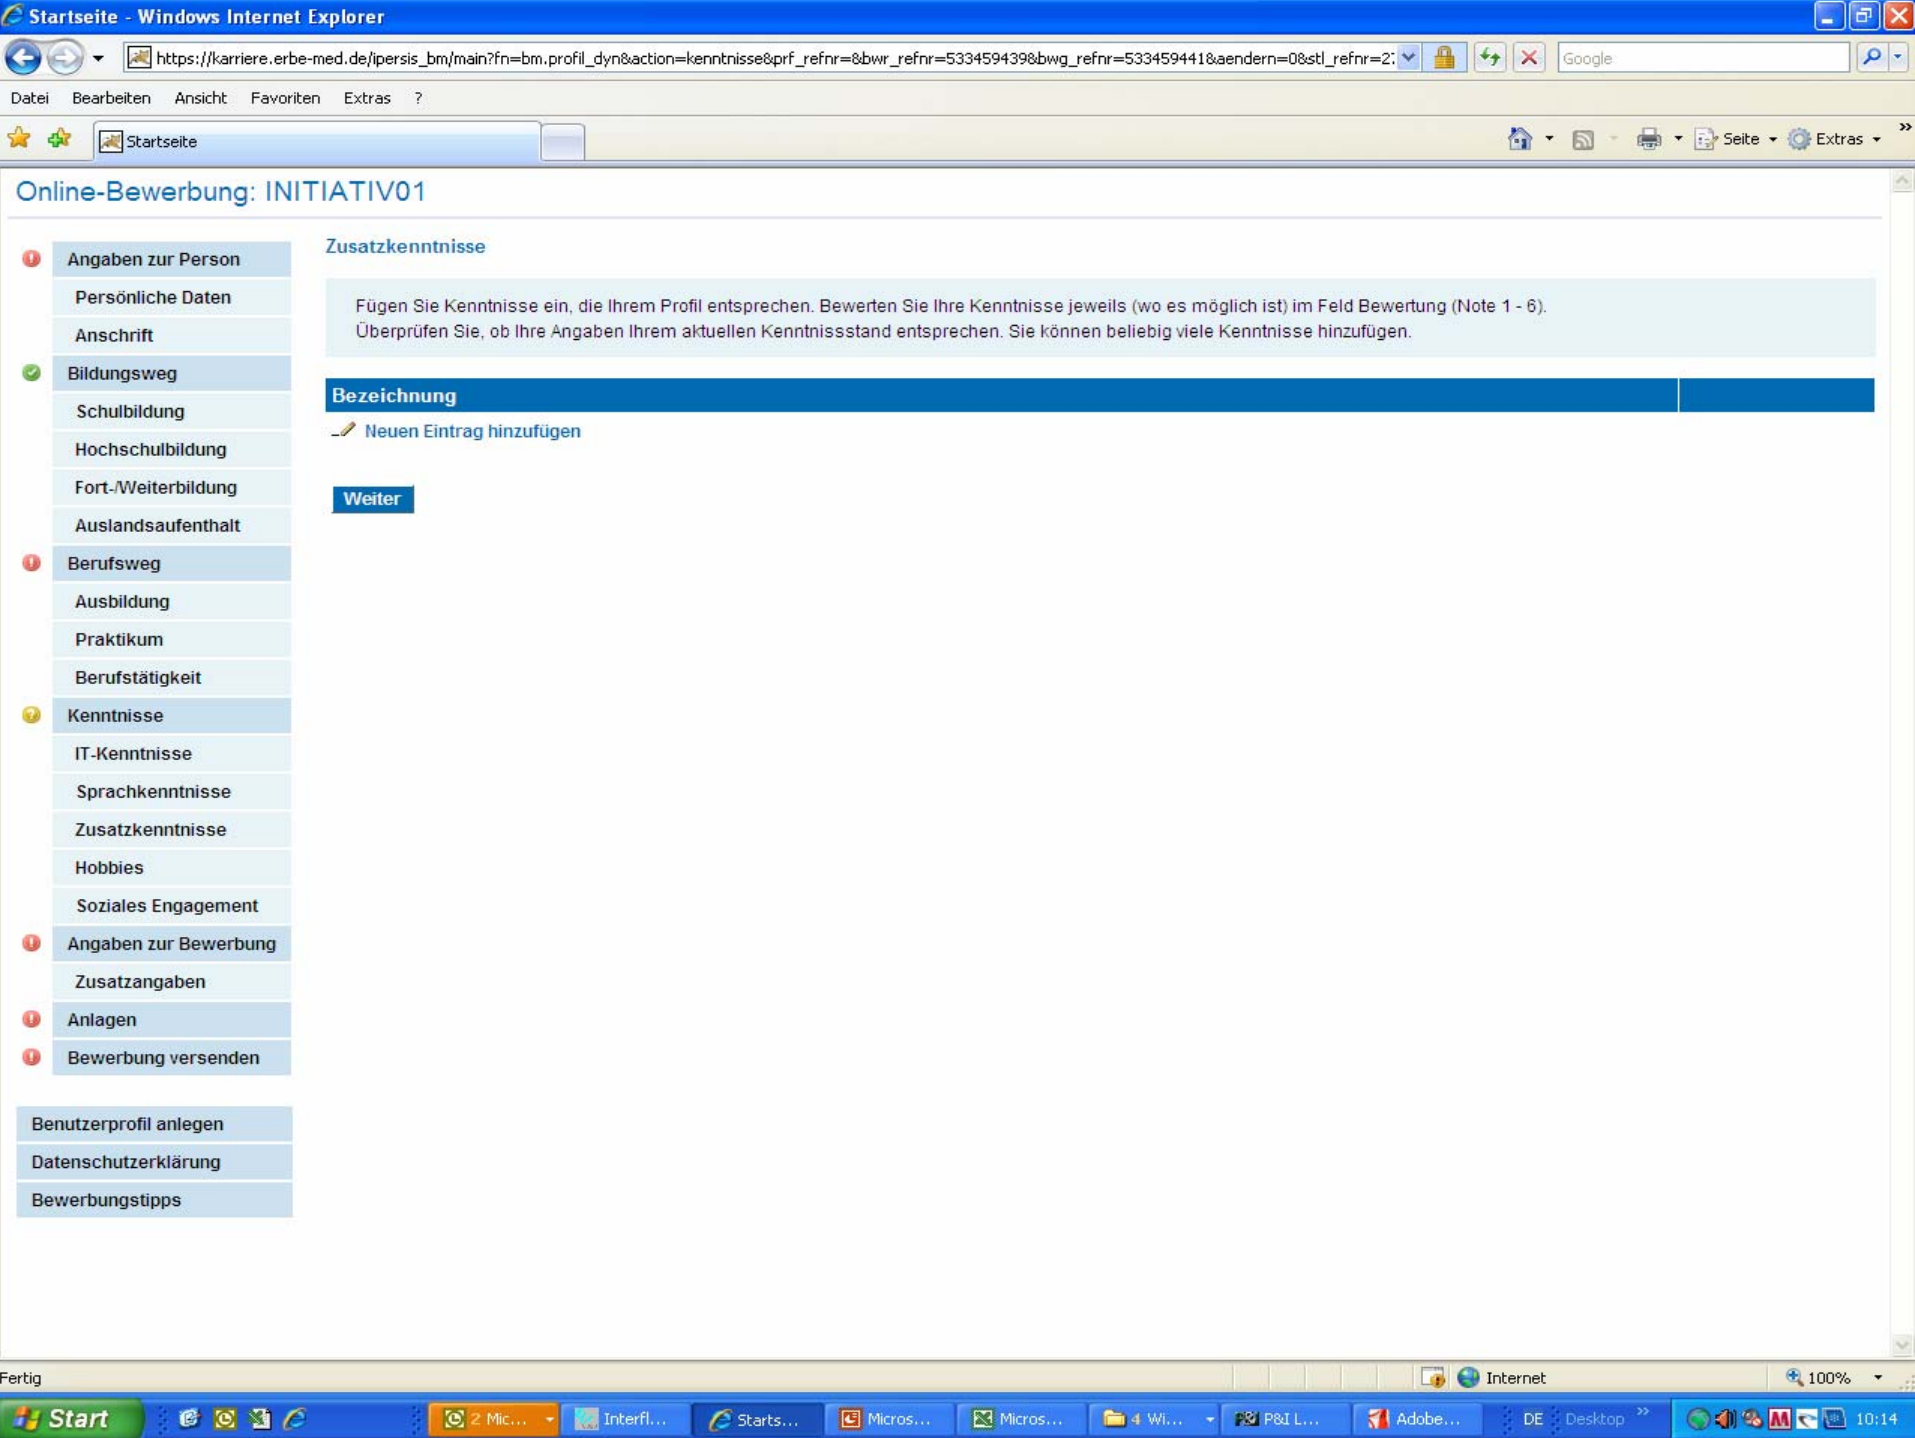 Startseite - Windows Internet Explorer
https://karriere.erbe-med.de/ipersis_bm/main?fn=bm.profil_dyn&action=kenntnisse&prf_refnr=&bwr_refnr=533459439&bwg_refnr=533459441&aendern=0&stl_refnr=2
Google
Datei Bearbeiten Ansicht Favoriten Extras ?
Startseite
Seite Extras »
Online-Bewerbung: INITIATIV01
Angaben zur Person
Persönliche Daten
Anschrift
Bildungsweg
Schulbildung
Hochschulbildung
Fort-/Weiterbildung
Auslandsaufenthalt
Berufsweg
Ausbildung
Praktikum
Berufstätigkeit
Kenntnisse
IT-Kenntnisse
Sprachkenntnisse
Zusatzkenntnisse
Hobbies
Soziales Engagement
Angaben zur Bewerbung
Zusatzangaben
Anlagen
Bewerbung versenden
Benutzerprofil anlegen
Datenschutzerklärung
Bewerbungstipps
Zusatzkenntnisse
Fügen Sie Kenntnisse ein, die Ihrem Profil entsprechen. Bewerten Sie Ihre Kenntnisse jeweils (wo es möglich ist) im Feld Bewertung (Note 1 - 6).
Überprüfen Sie, ob Ihre Angaben Ihrem aktuellen Kenntnissstand entsprechen. Sie können beliebig viele Kenntnisse hinzufügen.
Bezeichnung
Neuen Eintrag hinzufügen
Weiter
Fertig
Internet
100%
Start
2 Mic...
Interfl...
Starts...
Micros...
Micros...
4 Wi...
P&I L...
Adobe...
DE Desktop »
10:14